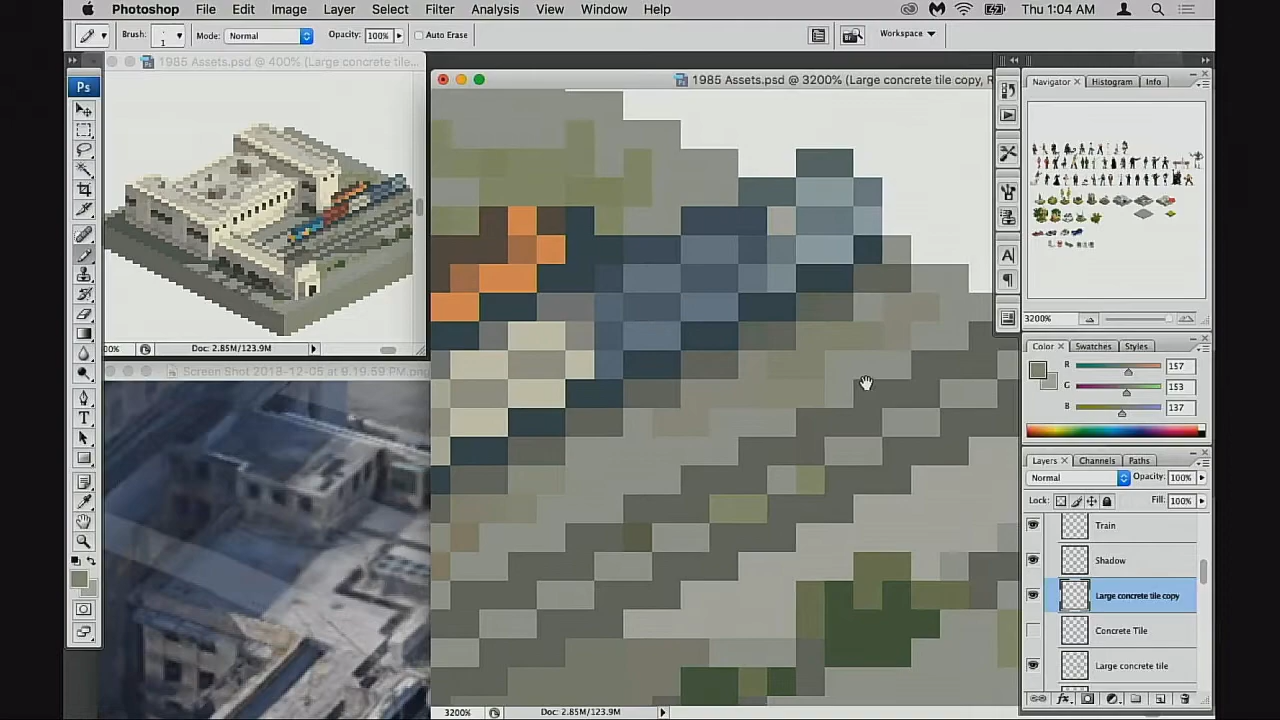 Photoshop File Edit Image Layer Select Filter Analysis View Window Help Thu 1:04 AM
Brush: 1 Mode: Normal Opacity: 100% Auto Erase Workspace
1985 Assets.psd @ 400% (Large concrete tile...
1985 Assets.psd @ 3200% (Large concrete tile copy, R
Ps
Navigator Histogram Info
3200%
Color Swatches Styles
R 157
G 153
B 137
Layers Channels Paths
Normal Opacity: 100%
Lock: Fill: 100%
Train
Shadow
Large concrete tile copy
Concrete Tile
Large concrete tile
00% Doc: 2.85M/123.9M
Screen Shot 2018-12-05 at 9.19.59 PM.png
3200% Doc: 2.85M/123.9M